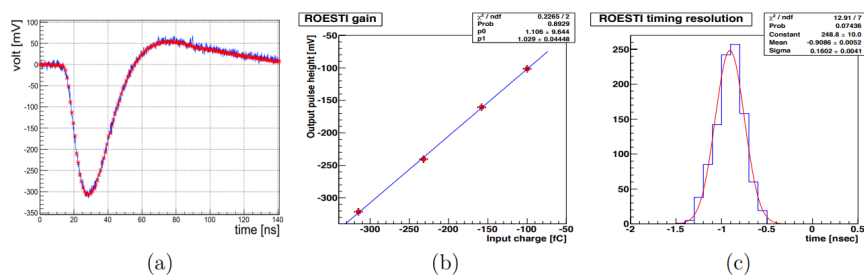 volt [mV]
50
0
-50
-100
-150
-200
-250
-300
-350
0 20 40 60 80 100 120 140
time [ns]
(a)
ROESTI gain
χ² / ndf 0.2265 / 2
Prob 0.8929
p0 1.106 ± 9.644
p1 1.029 ± 0.04448
Output pulse height [mV]
-50
-100
-150
-200
-250
-300
-300 -250 -200 -150 -100 -50
Input charge [fC]
(b)
ROESTI timing resolution
χ² / ndf 12.91 / 7
Prob 0.07436
Constant 248.8 ± 10.0
Mean -0.9086 ± 0.0052
Sigma 0.1602 ± 0.0041
250
200
150
100
50
0
-2 -1.5 -1 -0.5 0
time [nsec]
(c)